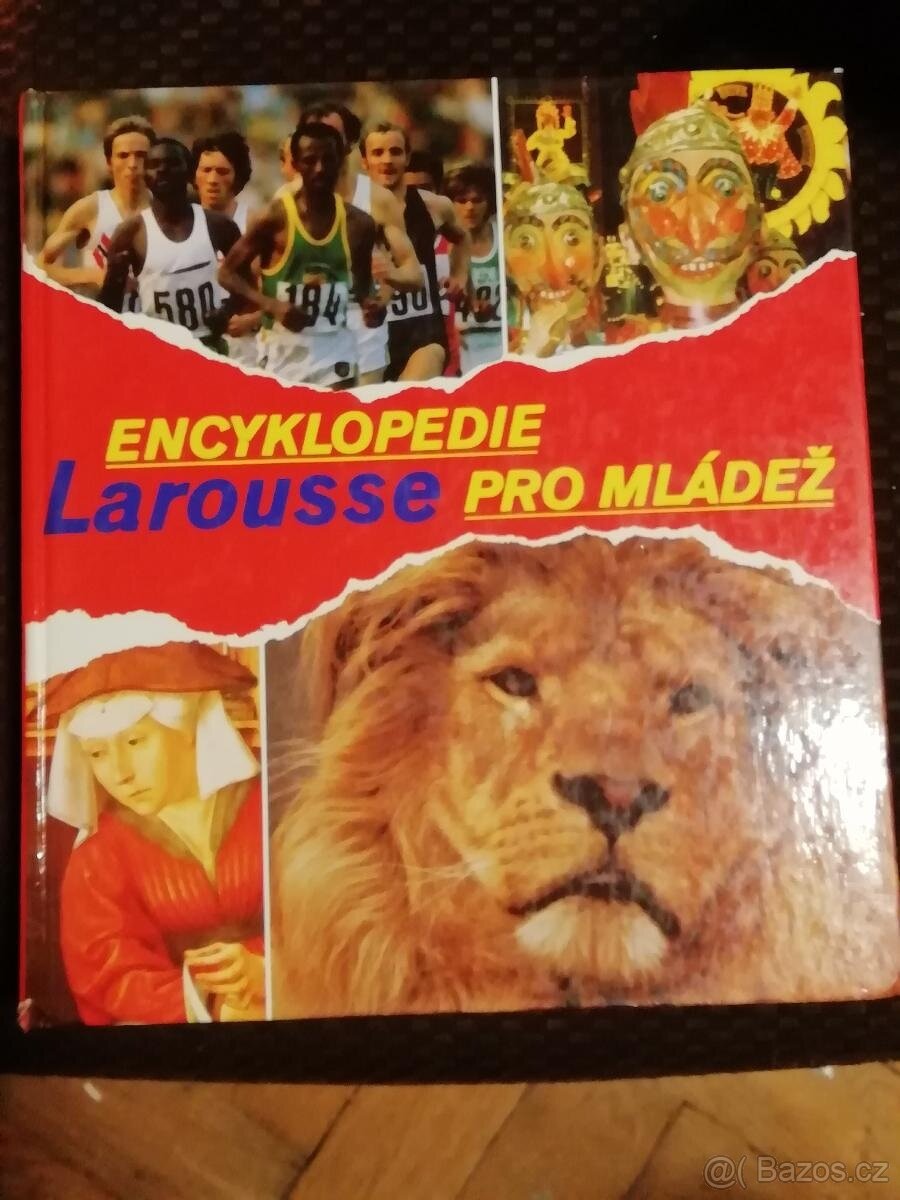 580
184
ENCYKLOPEDIE
Larousse PRO MLÁDEŽ
@( Bazos.cz